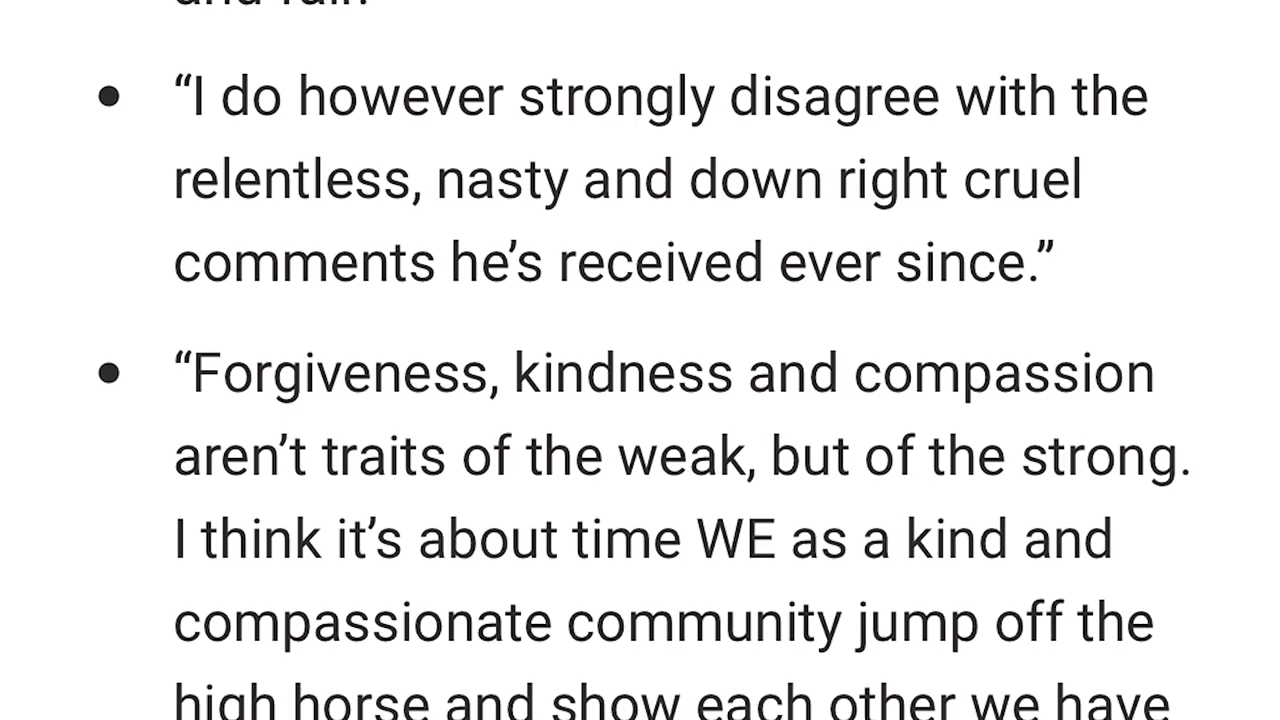 and fair.
• “I do however strongly disagree with the
relentless, nasty and down right cruel
comments he’s received ever since.”
• “Forgiveness, kindness and compassion
aren’t traits of the weak, but of the strong.
I think it’s about time WE as a kind and
compassionate community jump off the
high horse and show each other we have